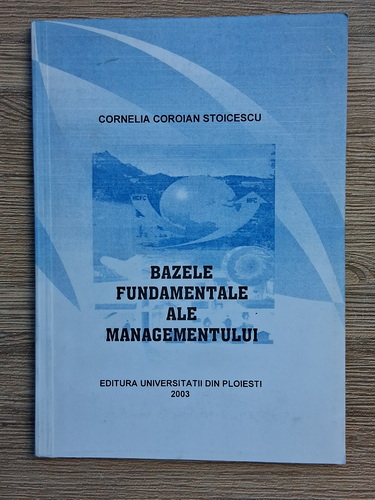 CORNELIA COROIAN STOICESCU
BAZELE
FUNDAMENTALE
ALE
MANAGEMENTULUI
EDITURA UNIVERSITATII DIN PLOIESTI
2003